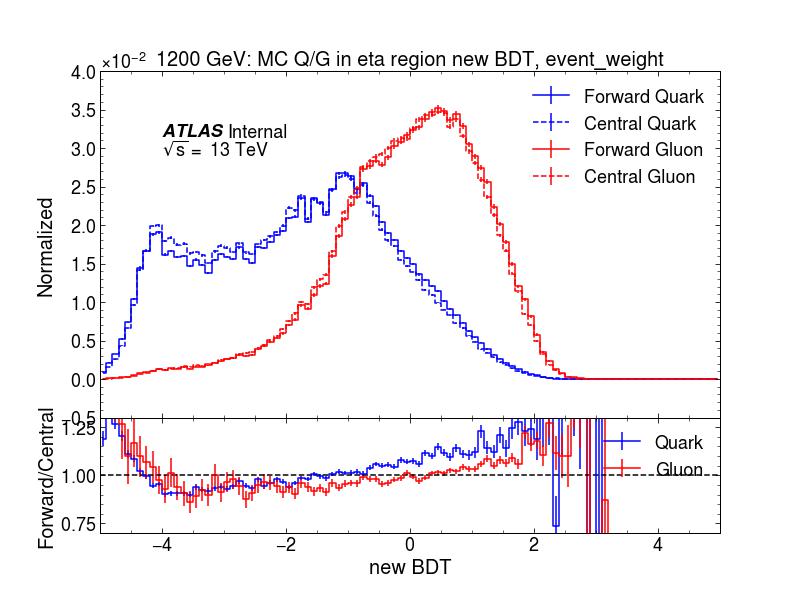 ×10⁻² 1200 GeV: MC Q/G in eta region new BDT, event_weight
4.0
3.5
3.0
2.5
2.0
1.5
1.0
0.5
0.0
Normalized
ATLAS Internal
√s = 13 TeV
Forward Quark
Central Quark
Forward Gluon
Central Gluon
−0.5
1.25
1.00
0.75
Forward/Central
Quark
Gluon
−4 −2 0 2 4
new BDT